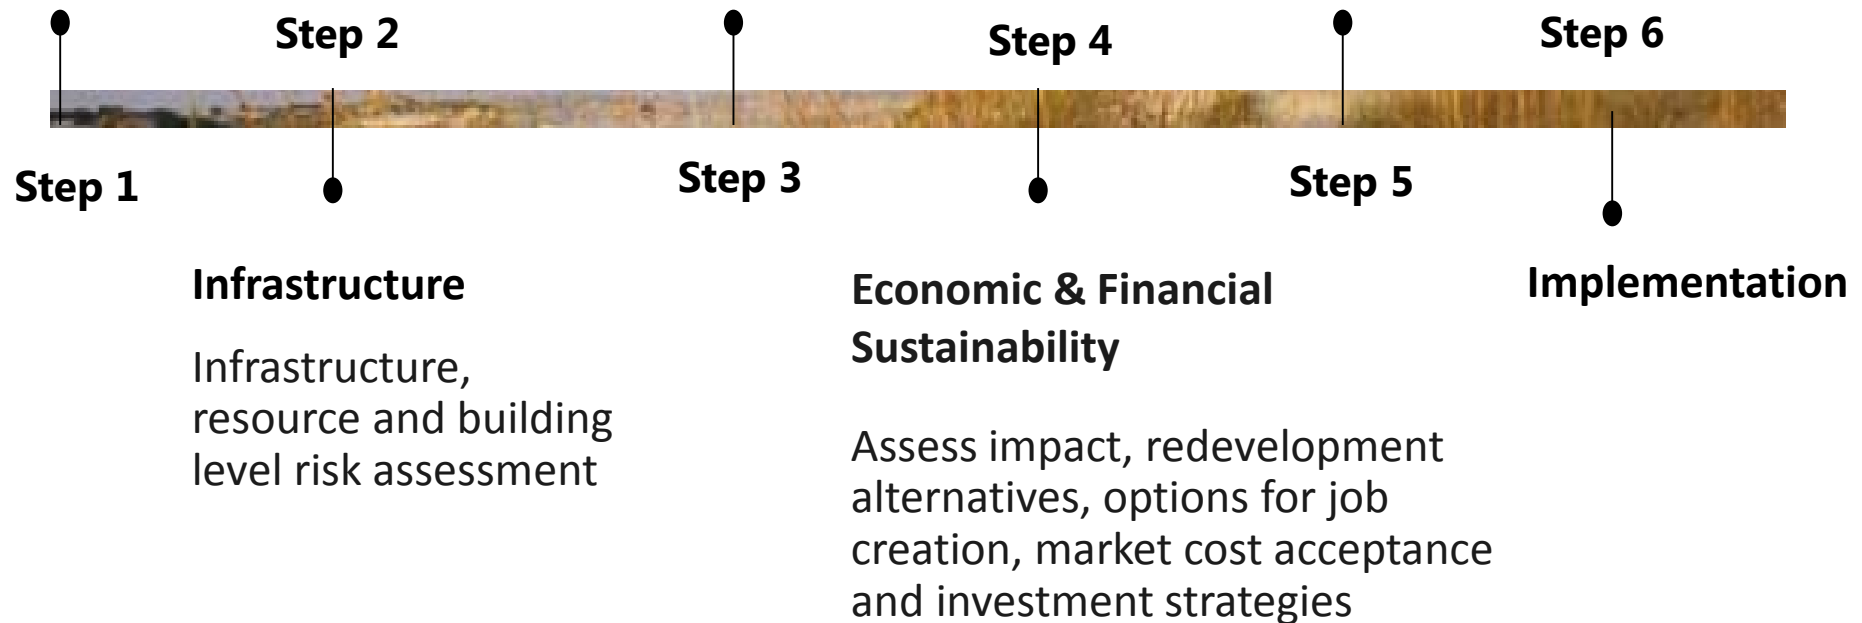 Step 2
Step 4
Step 6
Step 1
Step 3
Step 5
Infrastructure
Infrastructure,
resource and building
level risk assessment
Economic & Financial
Sustainability
Assess impact, redevelopment
alternatives, options for job
creation, market cost acceptance
and investment strategies
Implementation